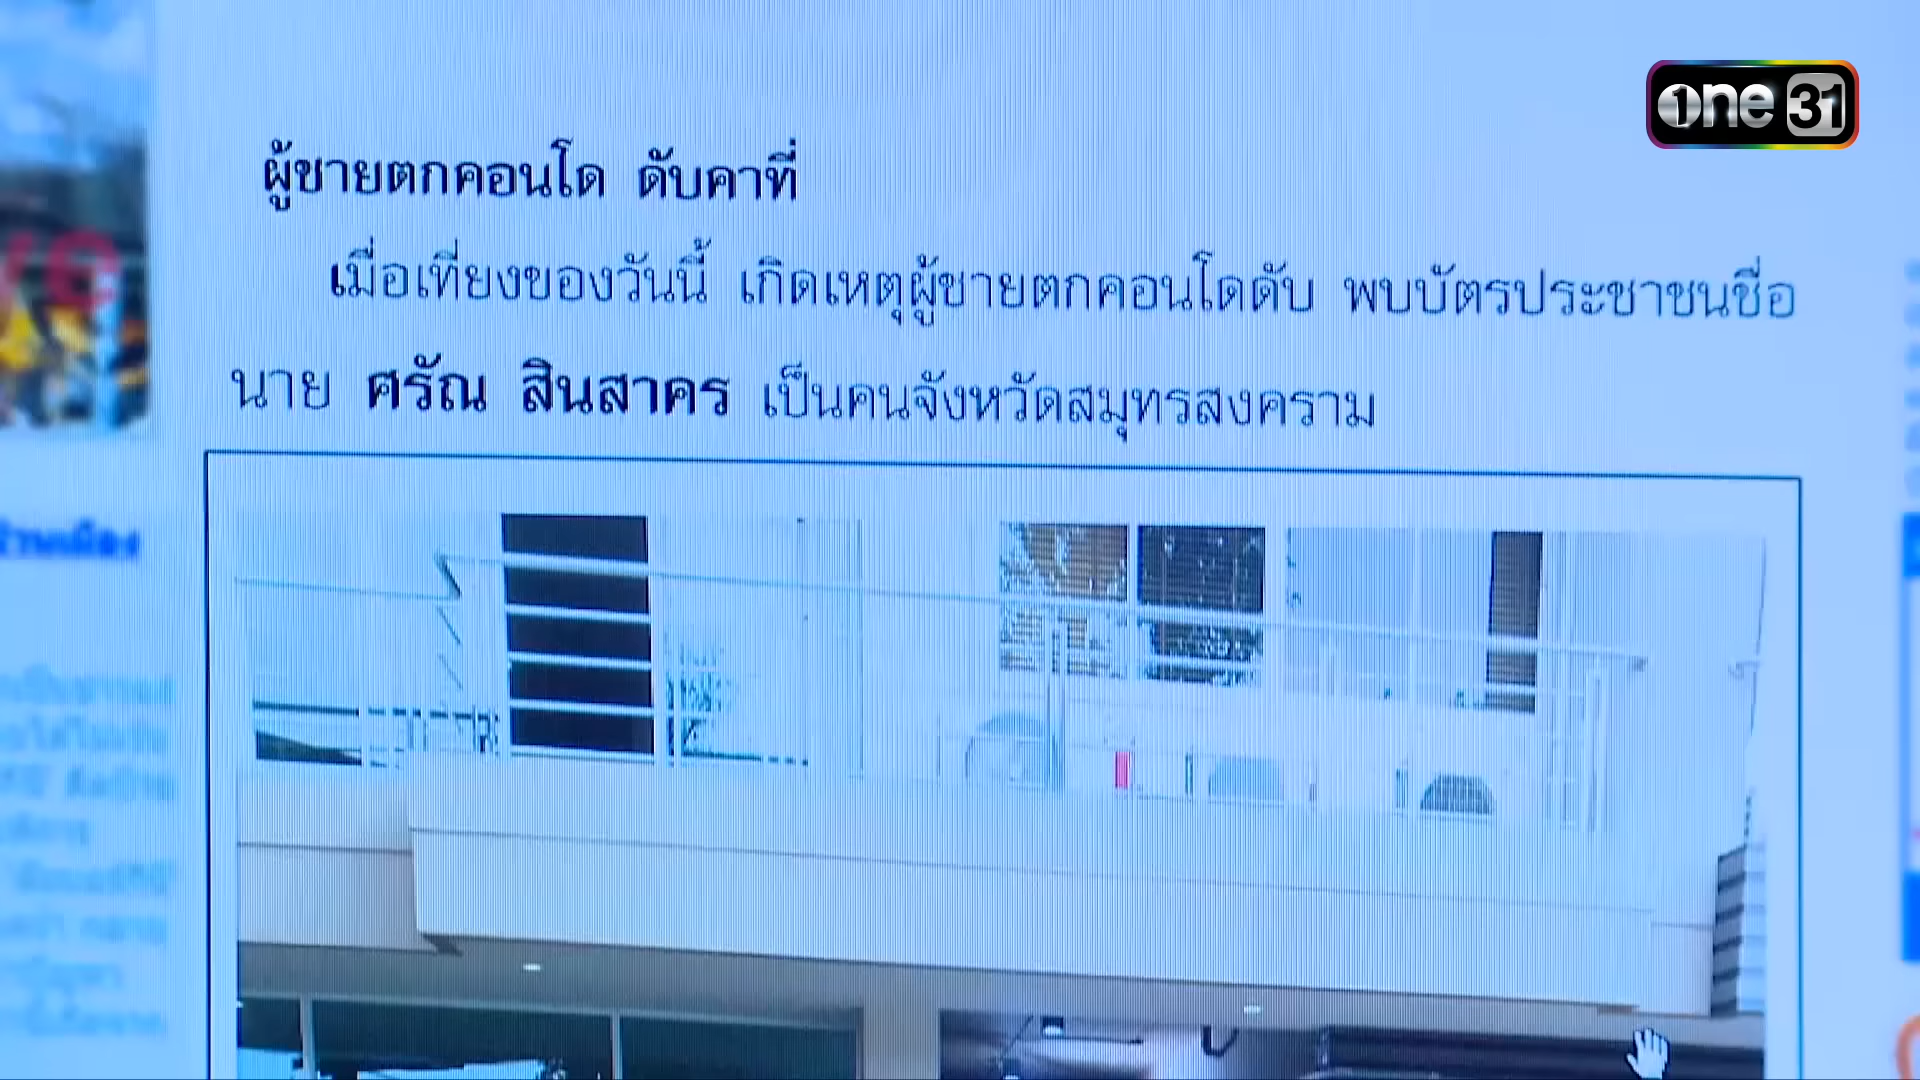 one 31
ผู้ชายตกคอนโด ดับคาที่
เมื่อเที่ยงของวันนี้ เกิดเหตุผู้ชายตกคอนโดดับ พบบัตรประชาชนชื่อ
นาย ศรัณ สินสาคร เป็นคนจังหวัดสมุทรสงคราม